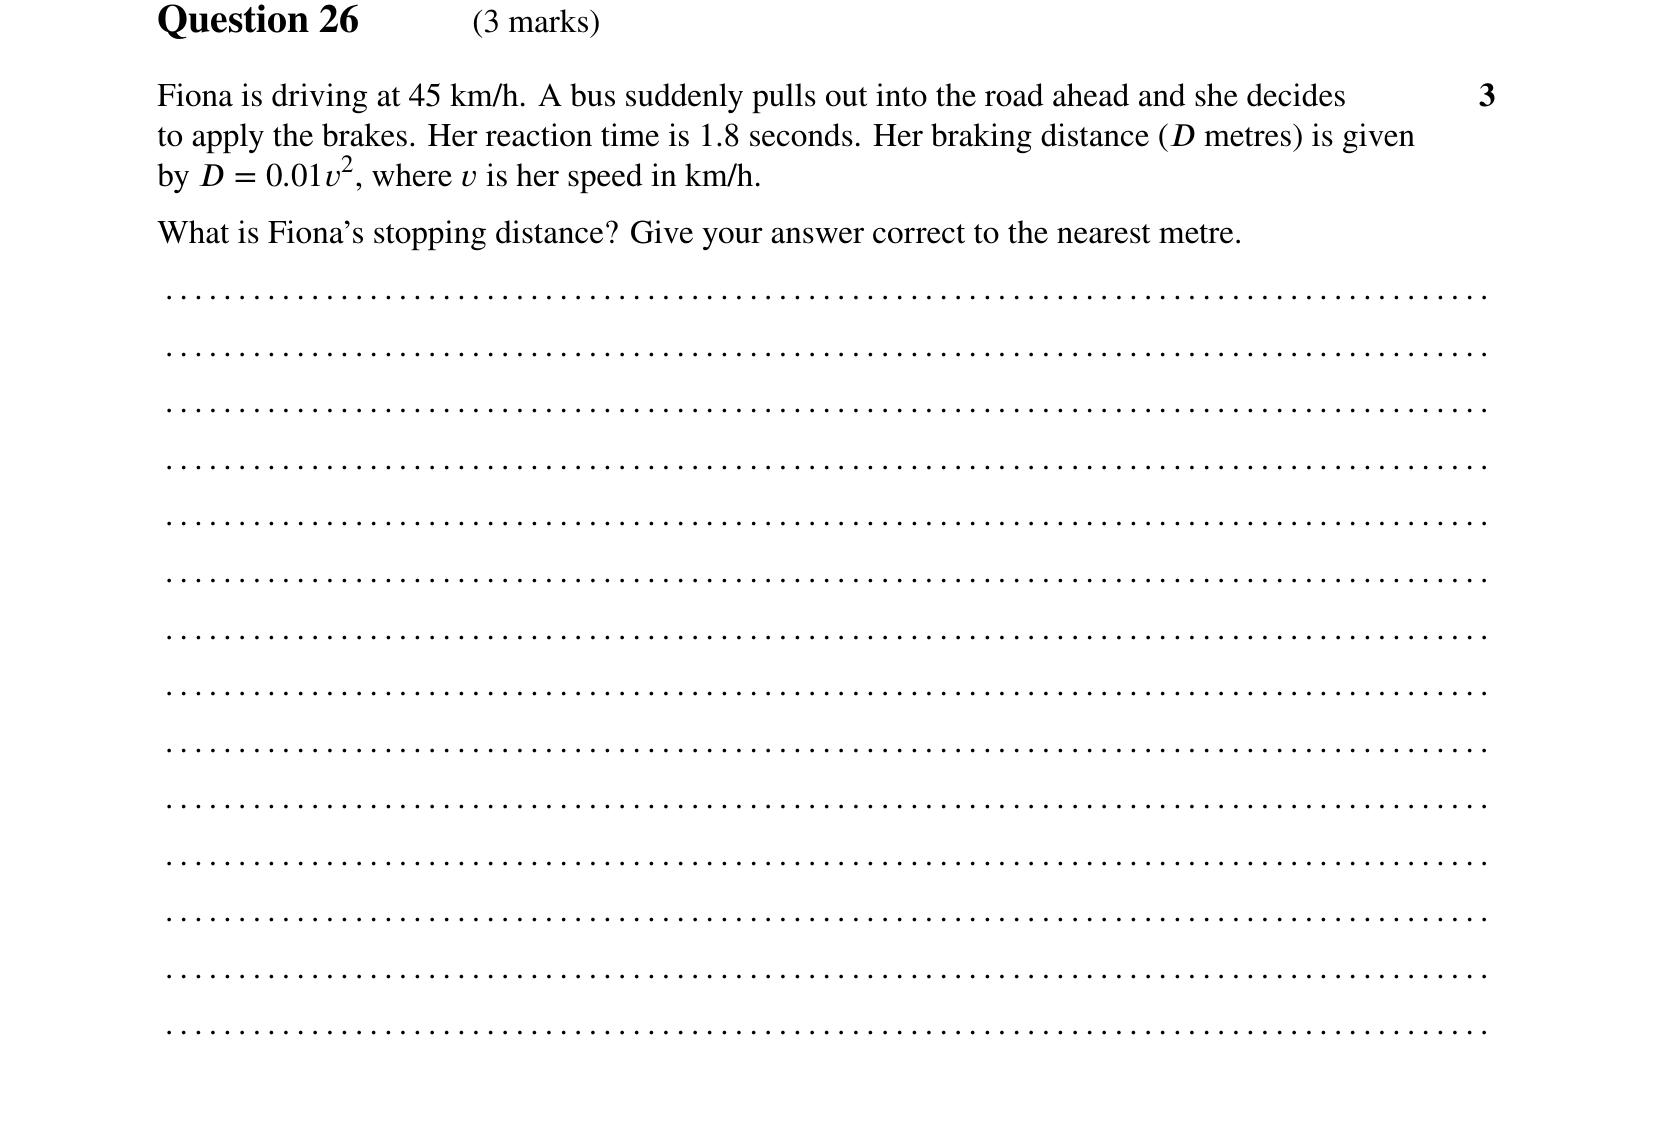 Question 26 (3 marks)
Fiona is driving at 45 km/h. A bus suddenly pulls out into the road ahead and she decides 3
to apply the brakes. Her reaction time is 1.8 seconds. Her braking distance (D metres) is given
by D = 0.01v², where v is her speed in km/h.
What is Fiona’s stopping distance? Give your answer correct to the nearest metre.